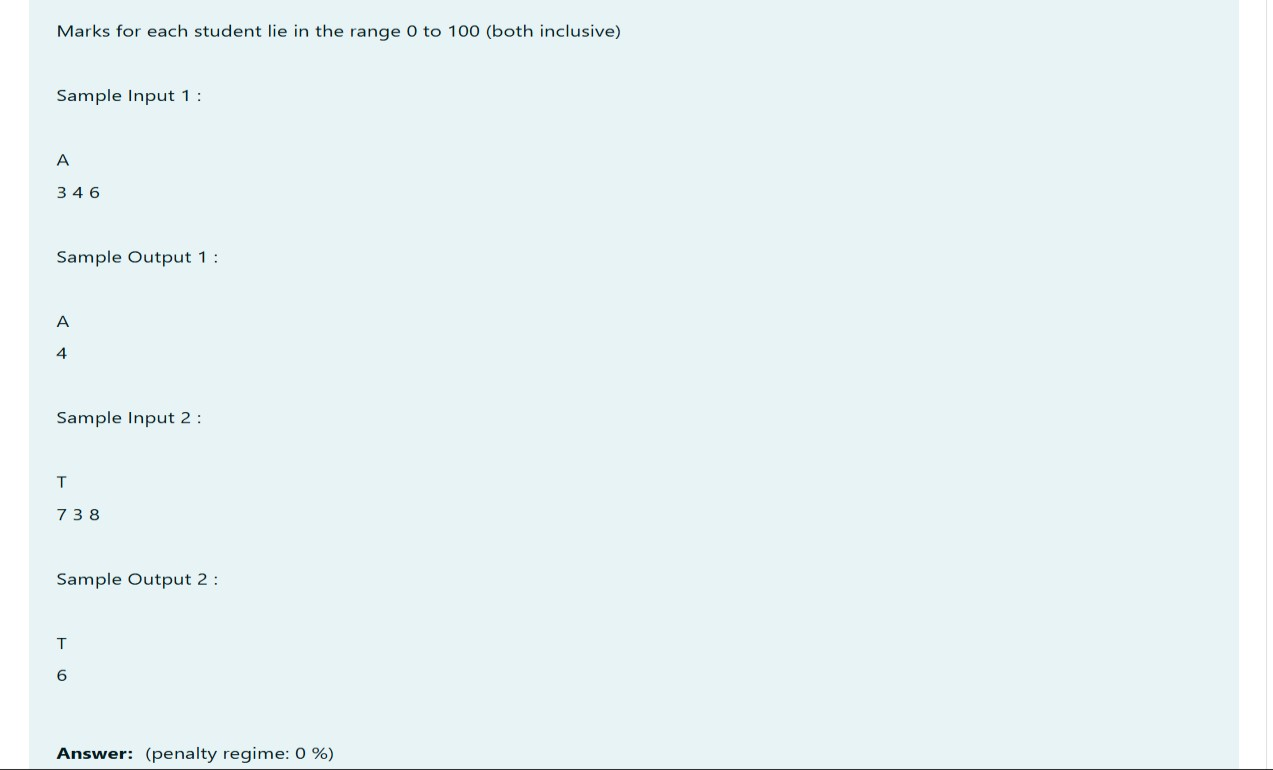 Marks for each student lie in the range 0 to 100 (both inclusive)
Sample Input 1 :
A
3 4 6
Sample Output 1 :
A
4
Sample Input 2 :
T
7 3 8
Sample Output 2 :
T
6
Answer: (penalty regime: 0 %)